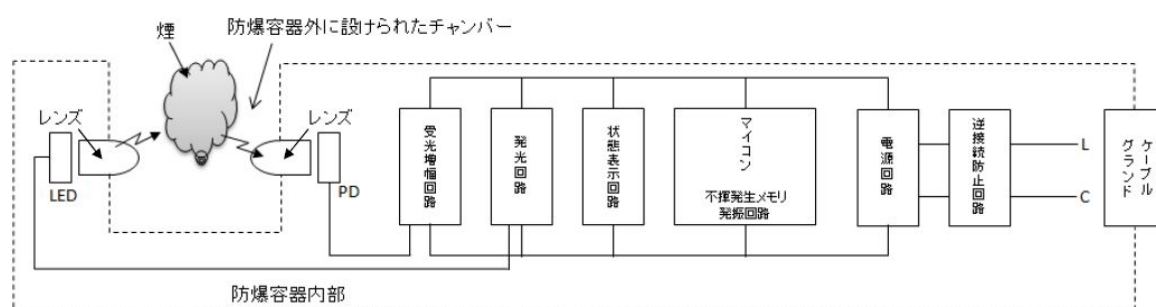 煙
防爆容器外に設けられたチャンバー
レンズ
レンズ
LED
PD
受光増幅回路
発光回路
状態表示回路
マイコン
不揮発生メモリ
発振回路
電源回路
逆接続防止回路
L
C
ケーブル
グランド
防爆容器内部